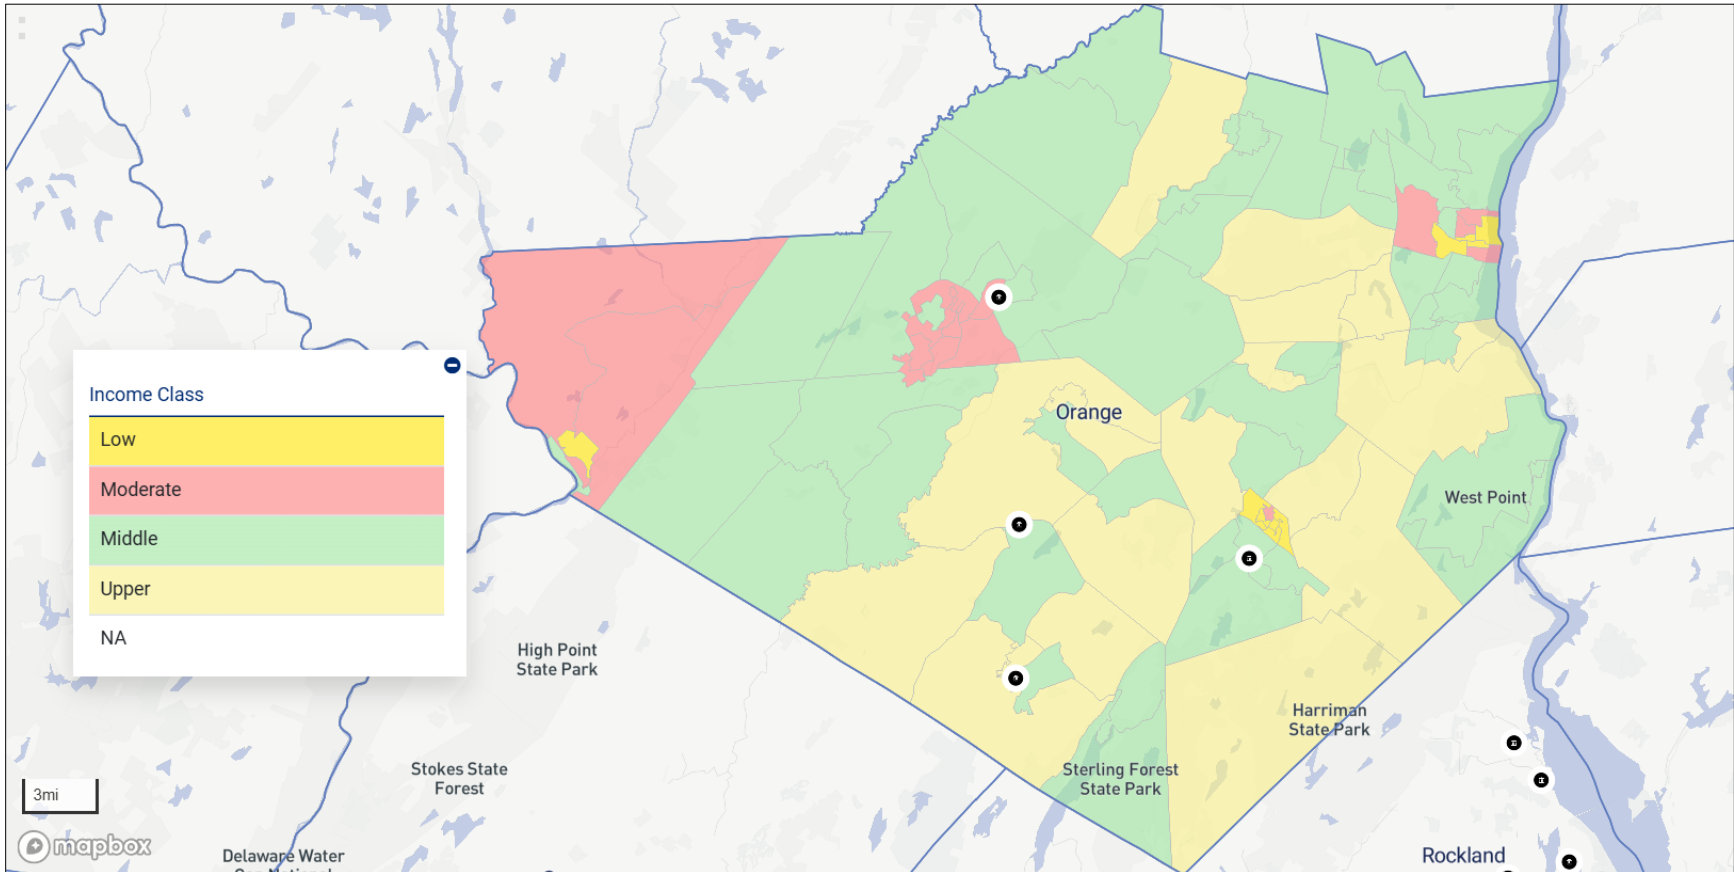 Income Class
Low
Moderate
Middle
Upper
NA
Orange
West Point
High Point
State Park
Harriman
State Park
Stokes State
Forest
Sterling Forest
State Park
3mi
mapbox
Delaware Water
Rockland